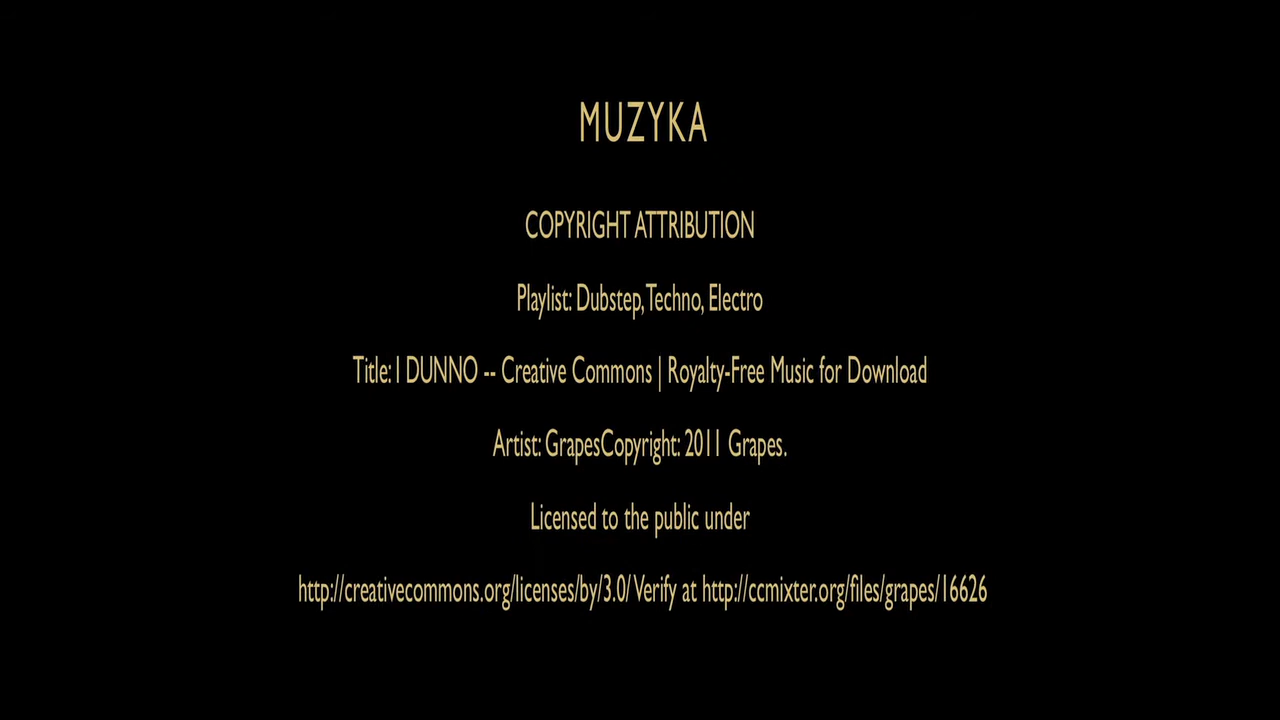 MUZYKA
COPYRIGHT ATTRIBUTION
Playlist: Dubstep, Techno, Electro
Title: I DUNNO -- Creative Commons | Royalty-Free Music for Download
Artist: GrapesCopyright: 2011 Grapes.
Licensed to the public under
http://creativecommons.org/licenses/by/3.0/ Verify at http://ccmixter.org/files/grapes/16626